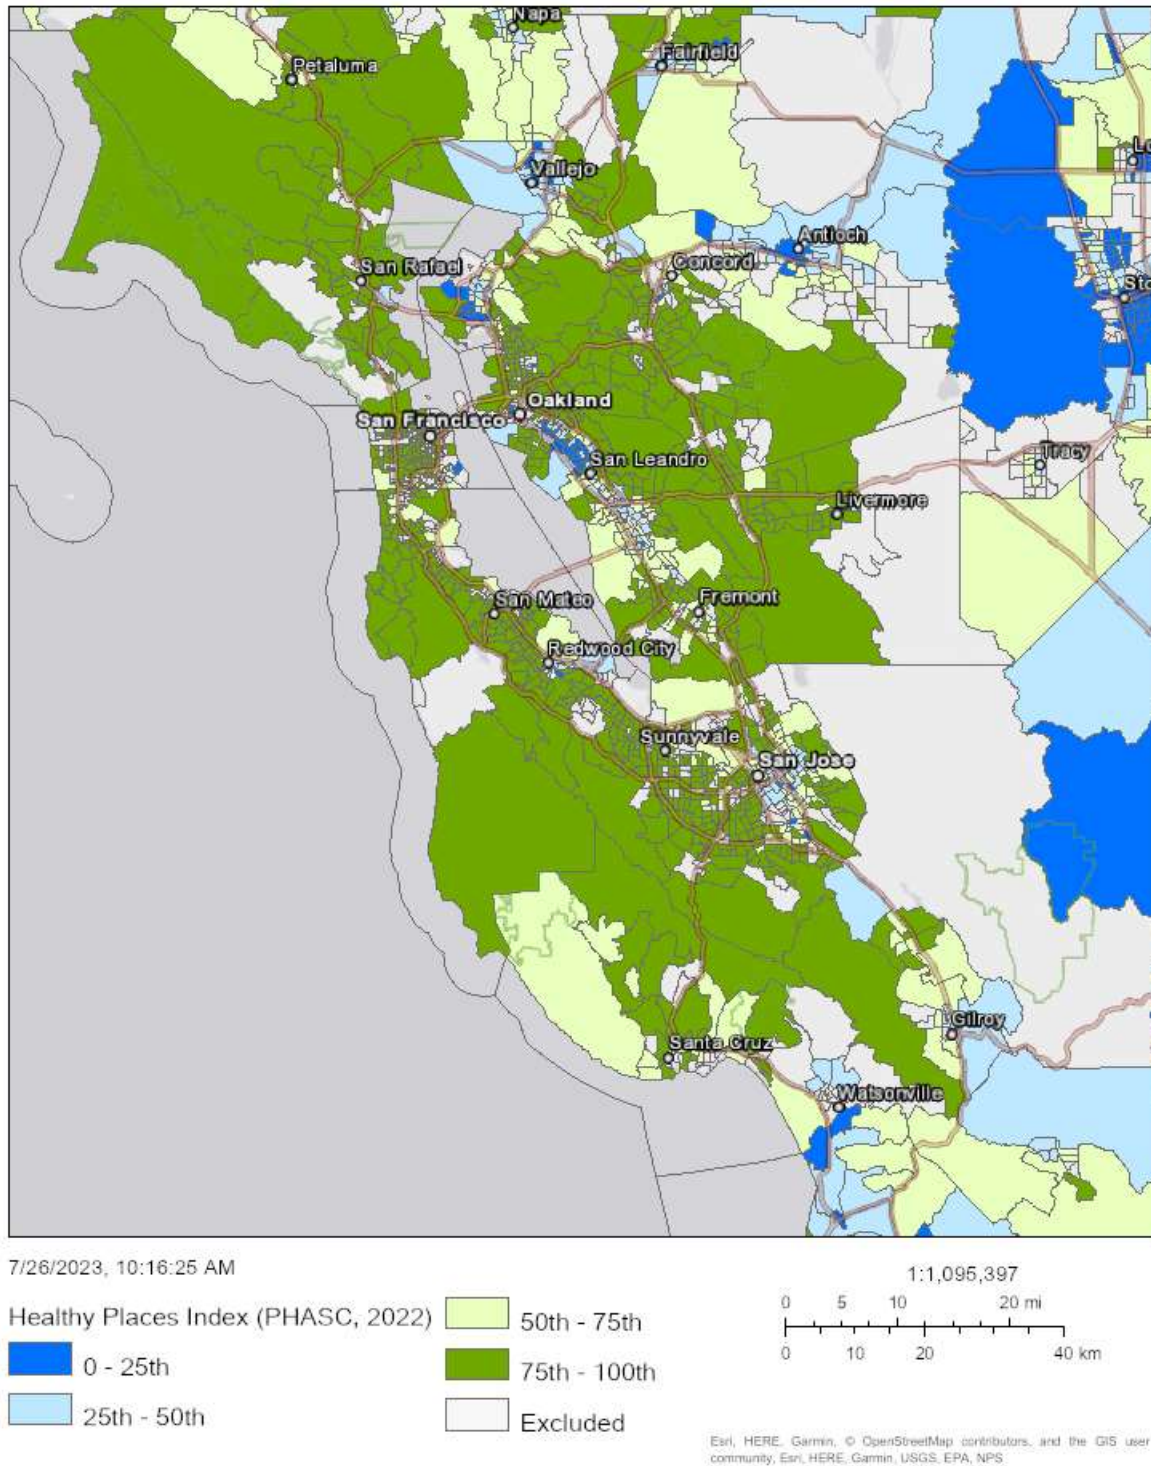 Napa
Fairfield
Petaluma
Lo
Vallejo
Antioch
San Rafael
Concord
Sto
Oakland
San Francisco
San Leandro
Tracy
Livermore
San Mateo
Fremont
Redwood City
Sunnyvale
San Jose
Gilroy
Santa Cruz
Watsonville
7/26/2023, 10:16:25 AM
1:1,095,397
0 5 10 20 mi
0 10 20 40 km
Healthy Places Index (PHASC, 2022)
0 - 25th
25th - 50th
50th - 75th
75th - 100th
Excluded
Esri, HERE, Garmin, © OpenStreetMap contributors, and the GIS user
community, Esri, HERE, Garmin, USGS, EPA, NPS